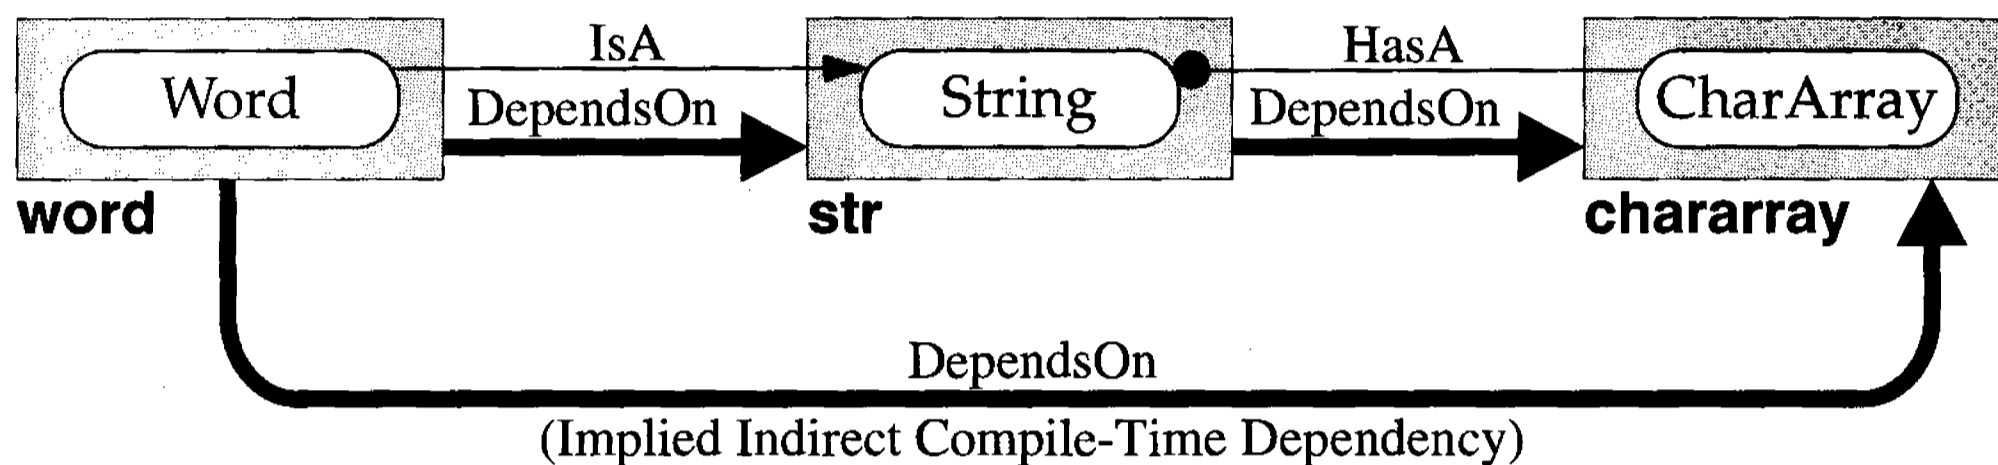 IsA
HasA
Word
String
CharArray
DependsOn
DependsOn
word
str
chararray
DependsOn
(Implied Indirect Compile-Time Dependency)